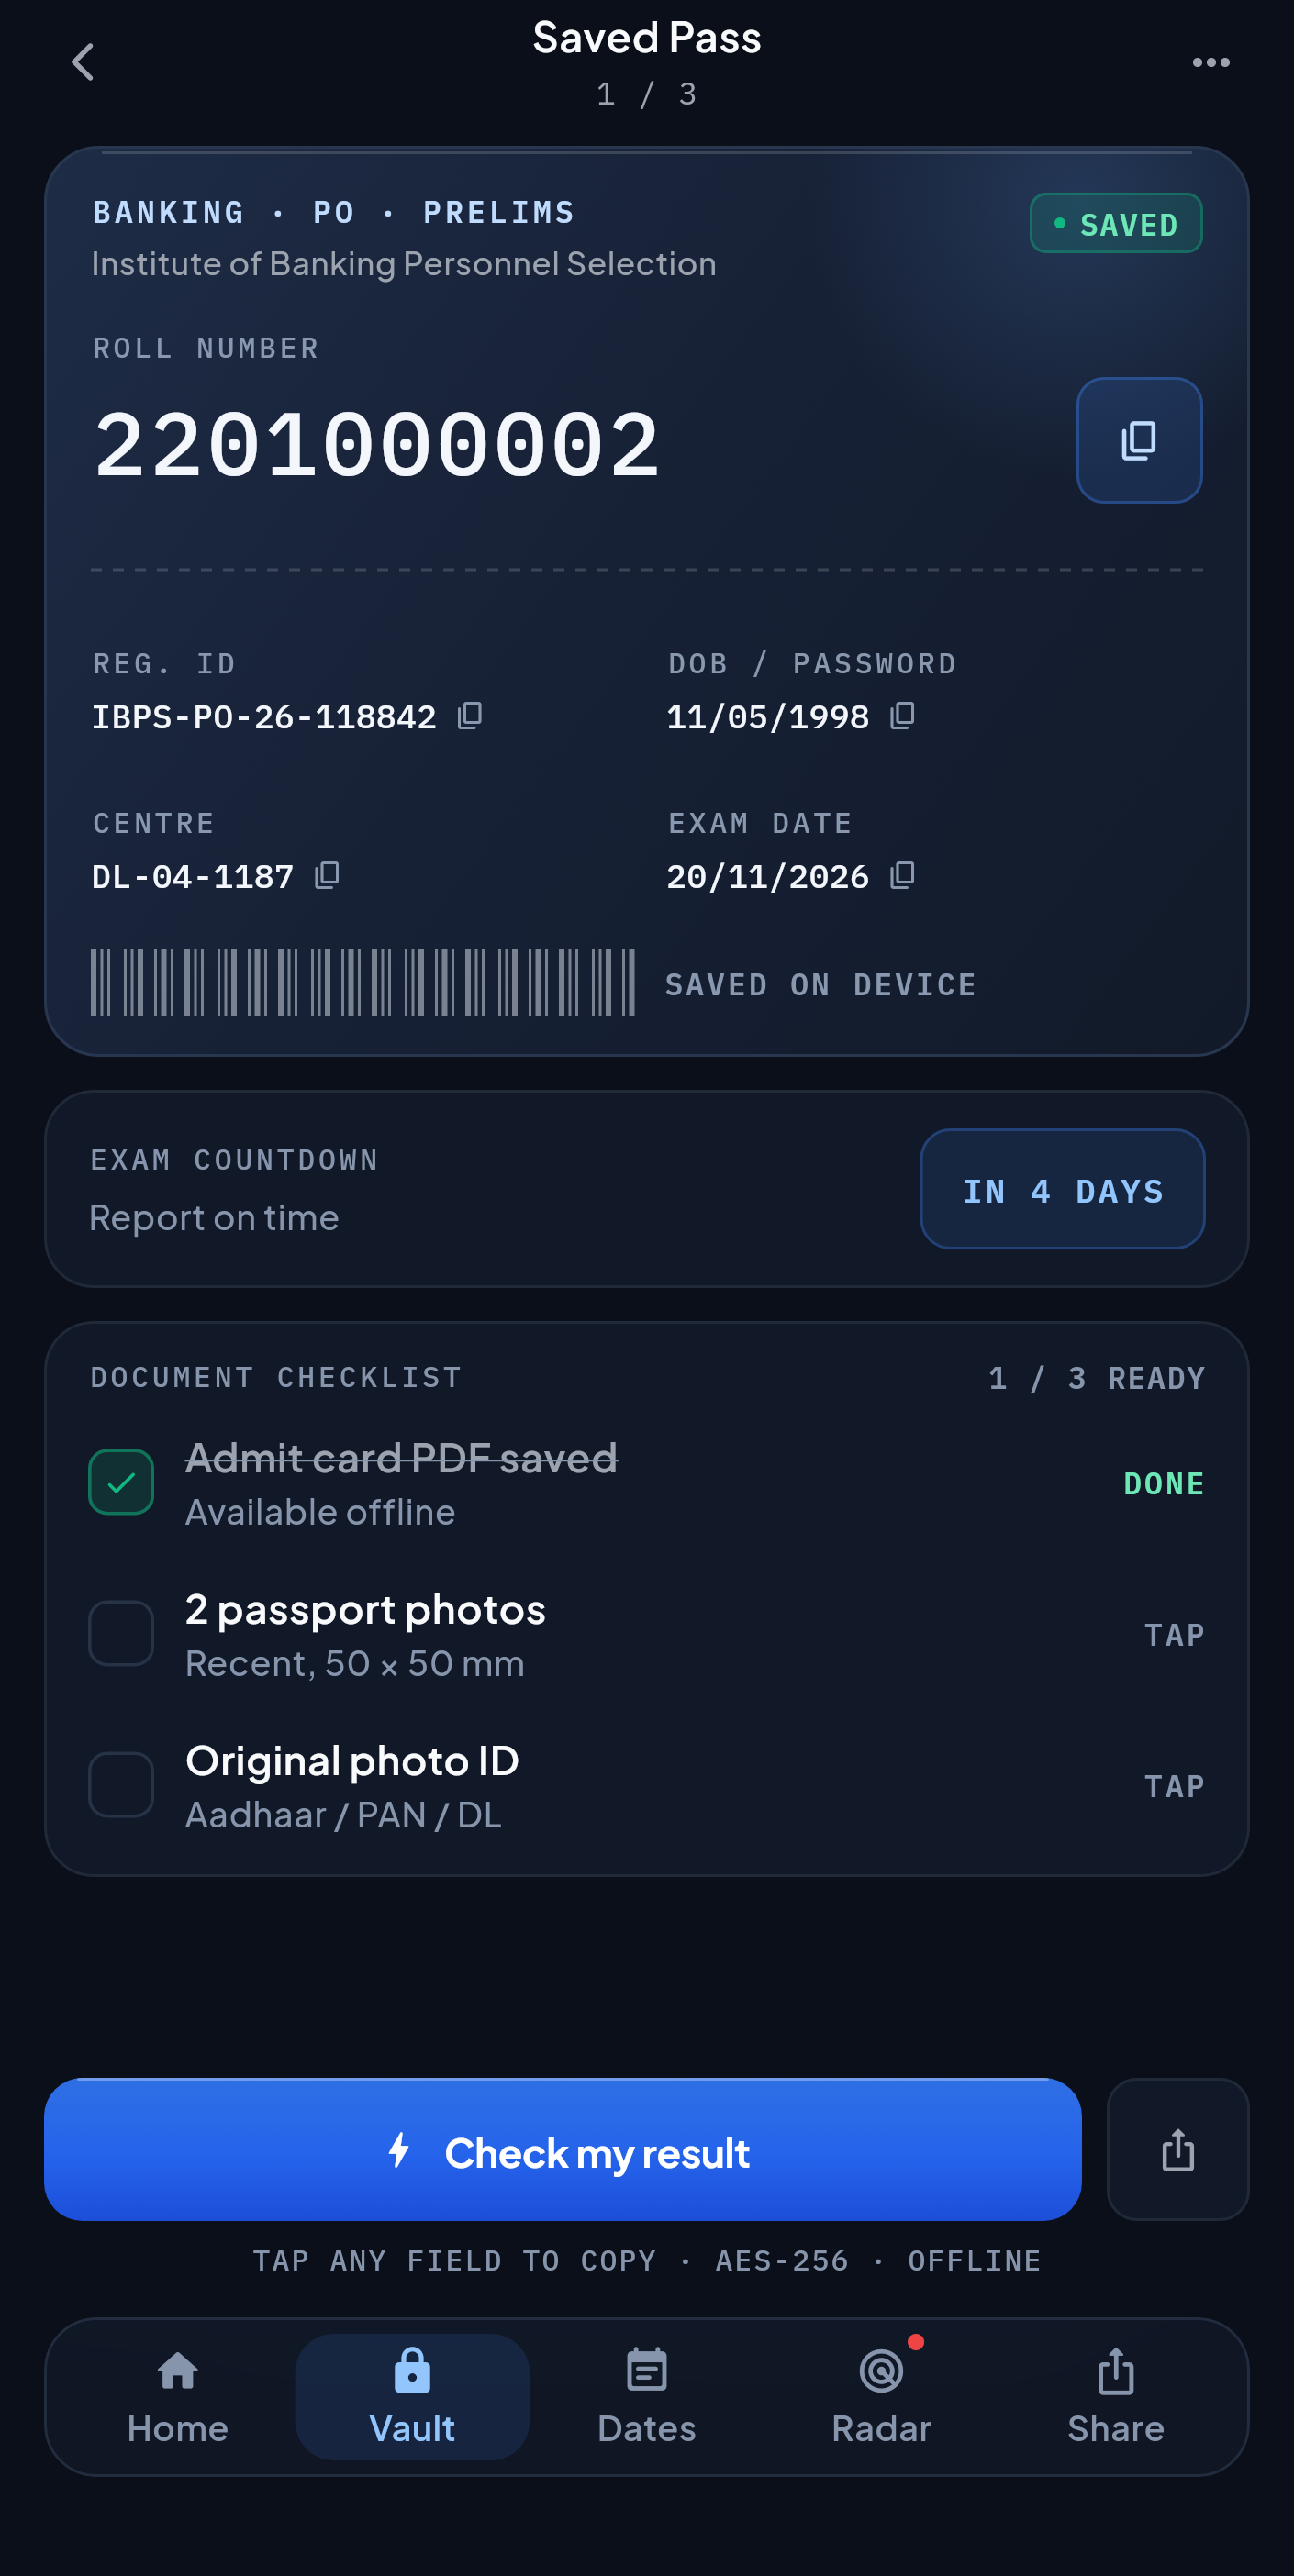 Saved Pass
1 / 3
BANKING · PO · PRELIMS
SAVED
Institute of Banking Personnel Selection
ROLL NUMBER
2201000002
REG. ID
DOB / PASSWORD
IBPS-PO-26-118842
11/05/1998
CENTRE
EXAM DATE
DL-04-1187
20/11/2026
SAVED ON DEVICE
EXAM COUNTDOWN
Report on time
IN 4 DAYS
DOCUMENT CHECKLIST
1 / 3 READY
Admit card PDF saved
Available offline
DONE
2 passport photos
Recent, 50 × 50 mm
TAP
Original photo ID
Aadhaar / PAN / DL
TAP
Check my result
TAP ANY FIELD TO COPY · AES-256 · OFFLINE
Home
Vault
Dates
Radar
Share